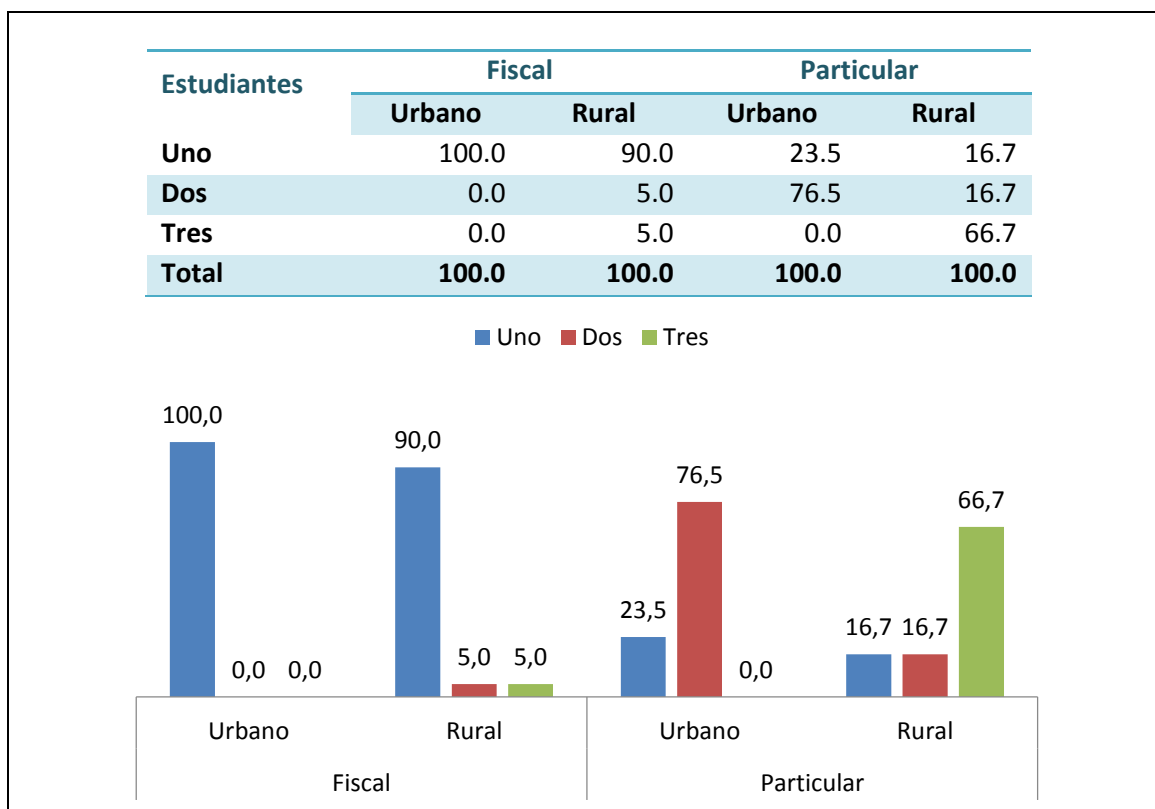 Estudiantes Fiscal Particular
Urbano Rural Urbano Rural
Uno 100.0 90.0 23.5 16.7
Dos 0.0 5.0 76.5 16.7
Tres 0.0 5.0 0.0 66.7
Total 100.0 100.0 100.0 100.0
Uno Dos Tres
100,0 0,0 0,0 90,0 5,0 5,0 23,5 76,5 0,0 16,7 16,7 66,7
Urbano Rural Urbano Rural
Fiscal Particular